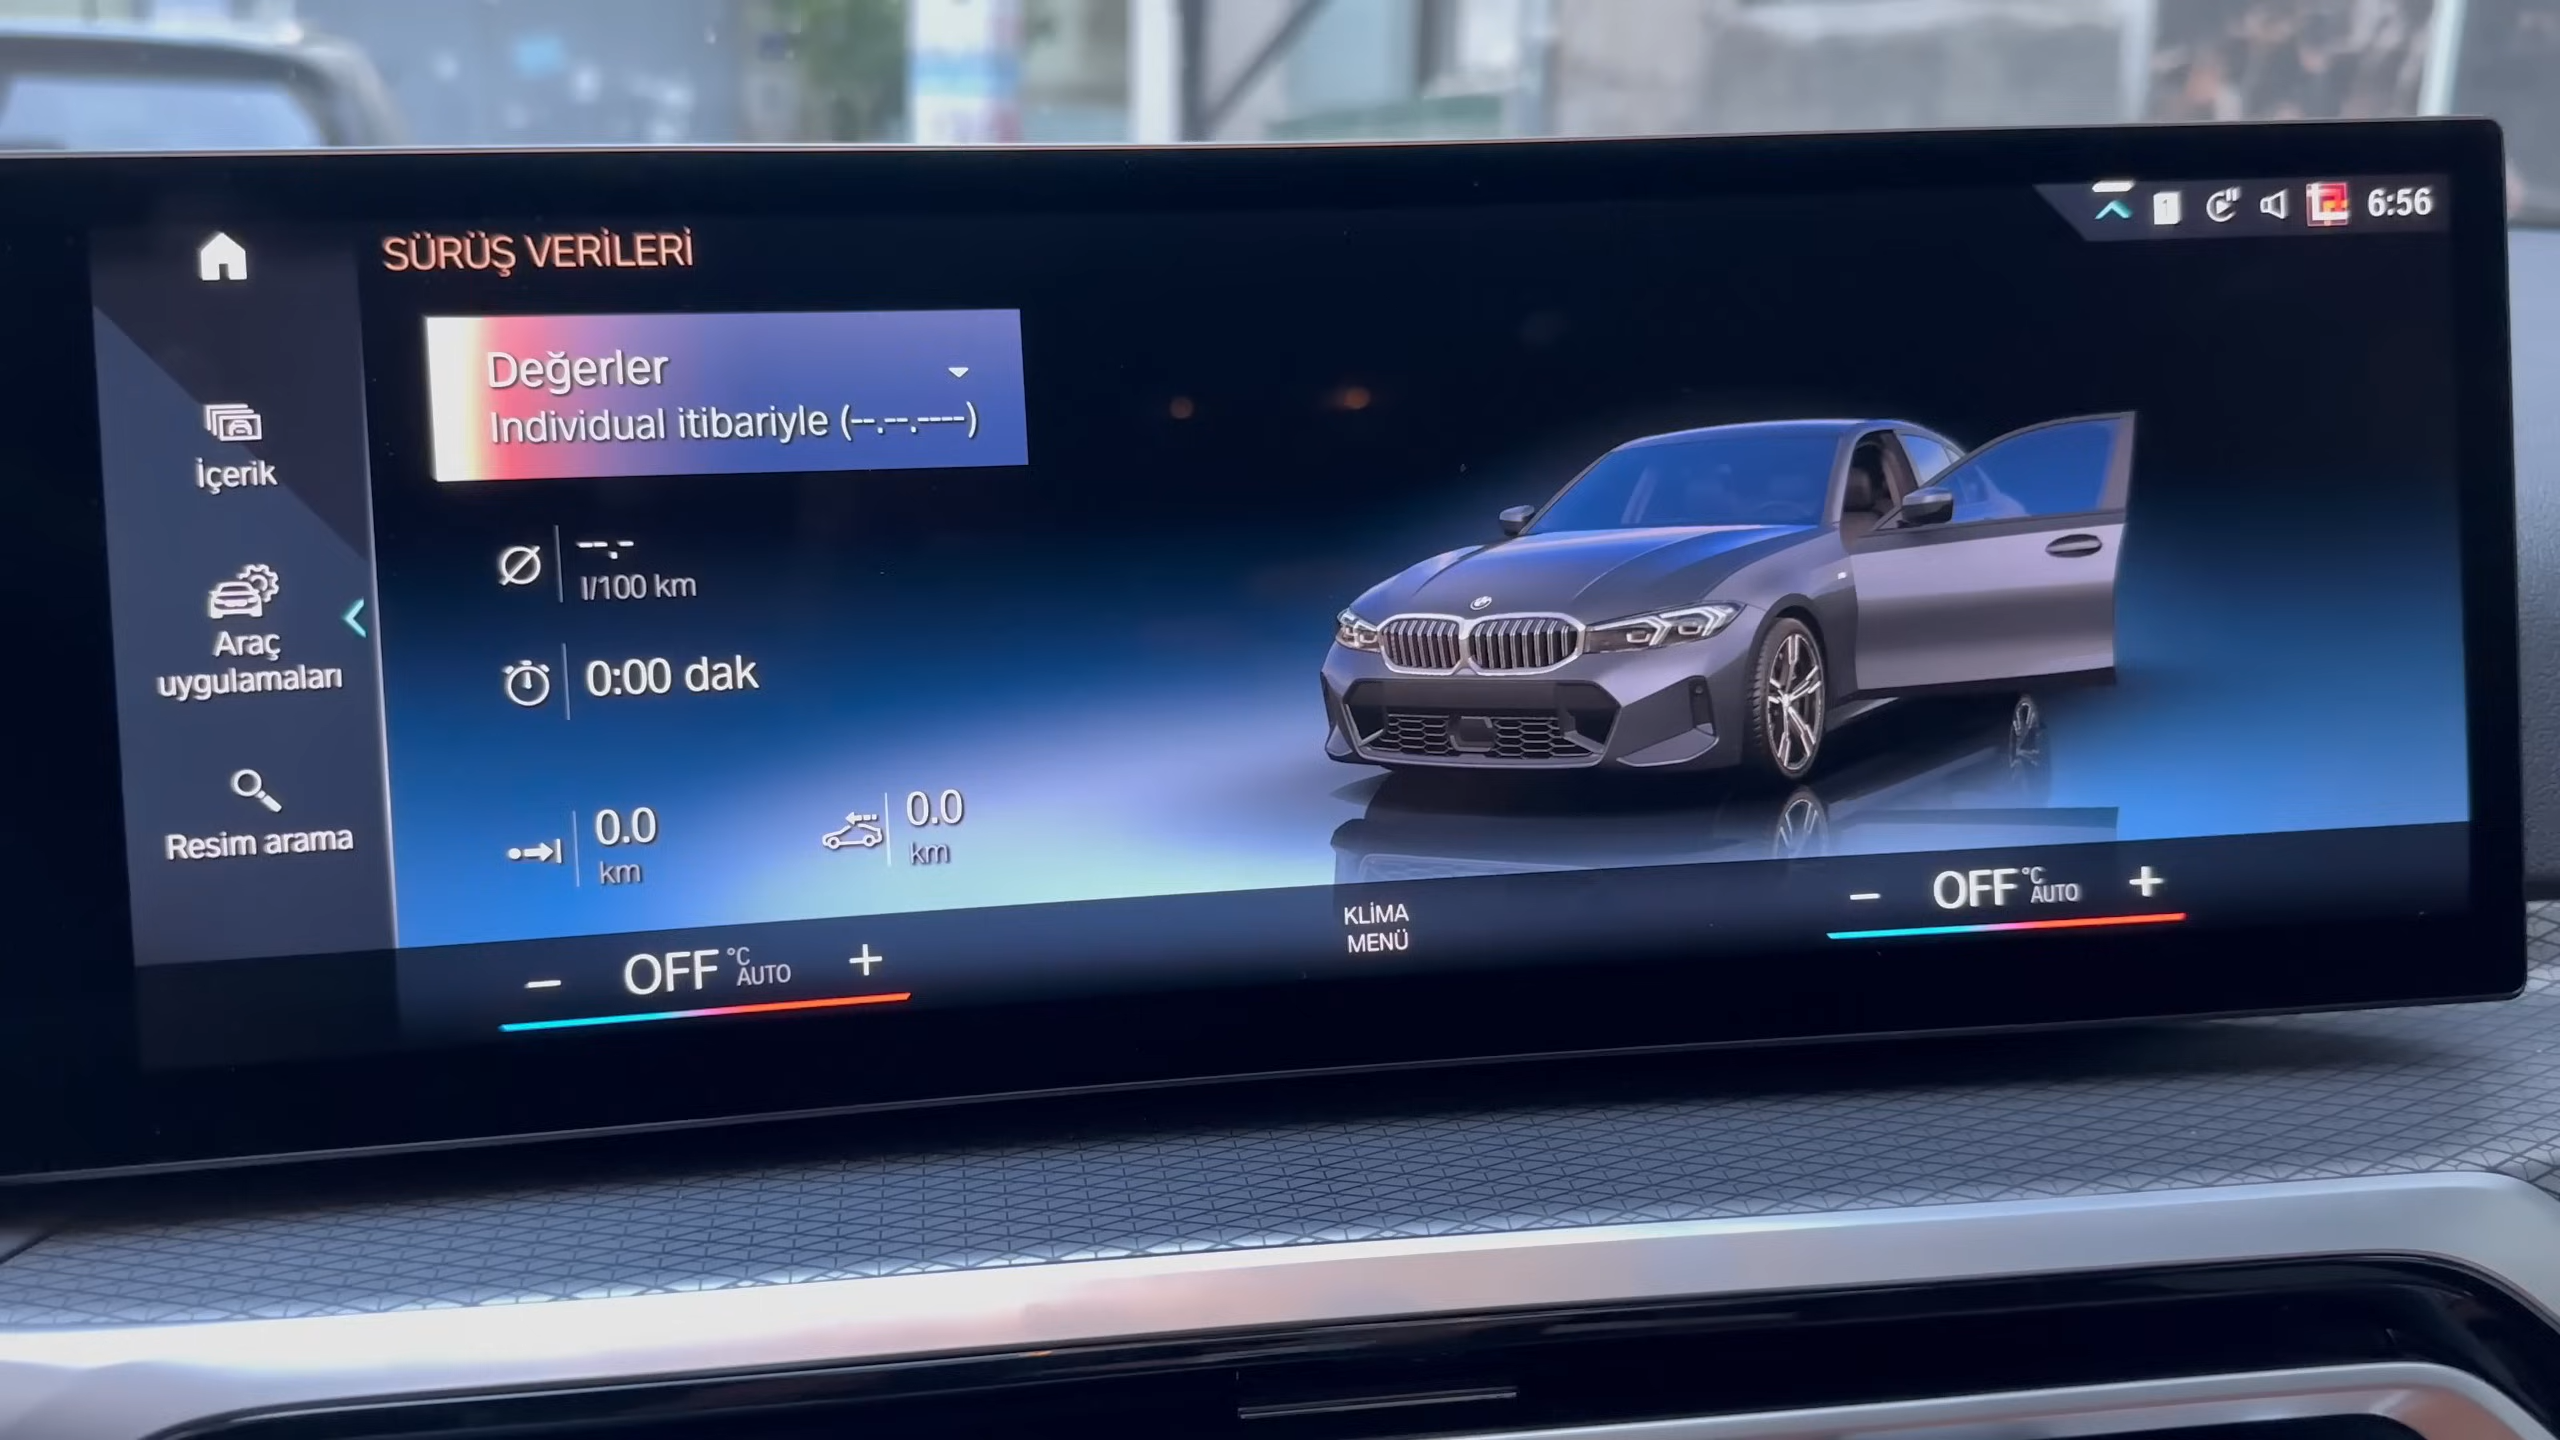 6:56
SÜRÜŞ VERİLERİ
Değerler
Individual itibariyle (--.--.----)
İçerik
--.-
l/100 km
Araç
uygulamaları
0:00 dak
Resim arama
0.0
km
0.0
km
– OFF °C AUTO +
KLİMA
MENÜ
– OFF °C AUTO +